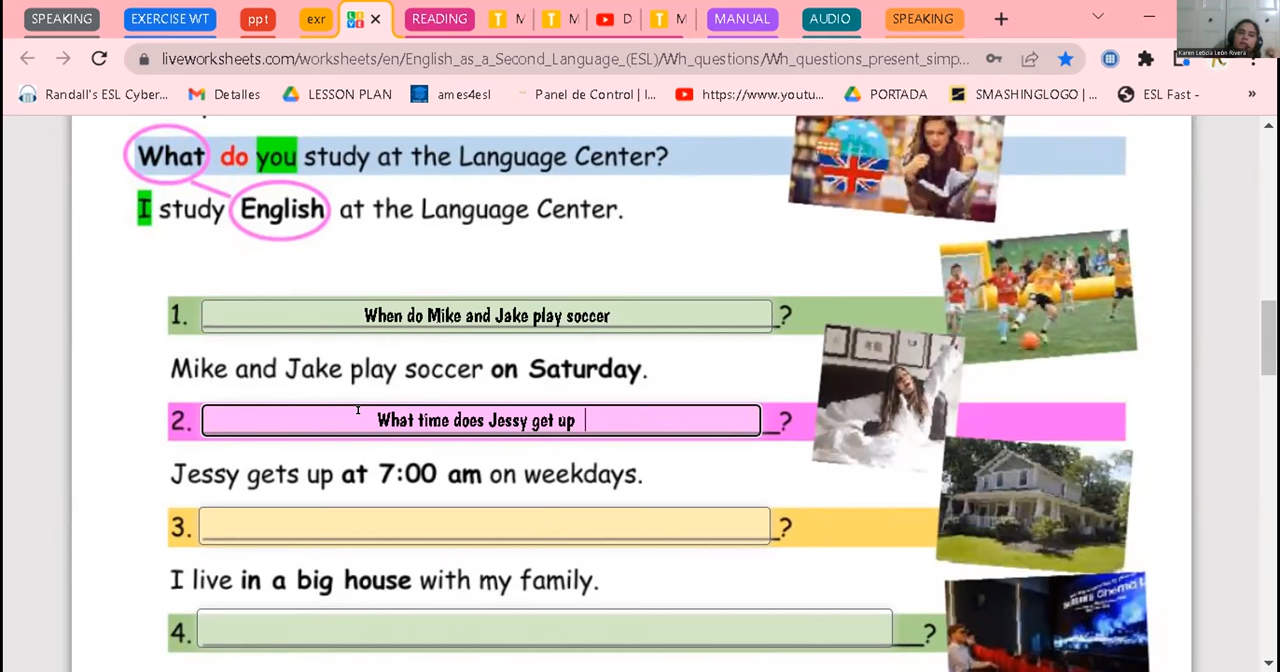 SPEAKING EXERCISE WT ppt exr READING M M D M MANUAL AUDIO SPEAKING
Karen Leticia León Rivera
liveworksheets.com/worksheets/en/English_as_a_Second_Language_(ESL)/Wh_questions/Wh_questions_present_simp...
Randall's ESL Cyber... Detalles LESSON PLAN ames4esl Panel de Control | I... https://www.youtu... PORTADA SMASHINGLOGO | ... ESL Fast - »
What do you study at the Language Center?
I study English at the Language Center.
1. When do Mike and Jake play soccer ?
Mike and Jake play soccer on Saturday.
2. What time does Jessy get up ?
Jessy gets up at 7:00 am on weekdays.
3. ?
I live in a big house with my family.
4. ?